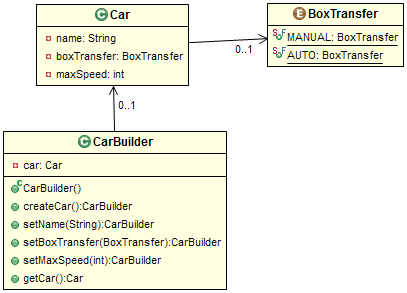 C Car
name: String
boxTransfer: BoxTransfer
maxSpeed: int
0..1
E BoxTransfer
S F MANUAL: BoxTransfer
S F AUTO: BoxTransfer
0..1
C CarBuilder
car: Car
C CarBuilder()
createCar():CarBuilder
setName(String):CarBuilder
setBoxTransfer(BoxTransfer):CarBuilder
setMaxSpeed(int):CarBuilder
getCar():Car